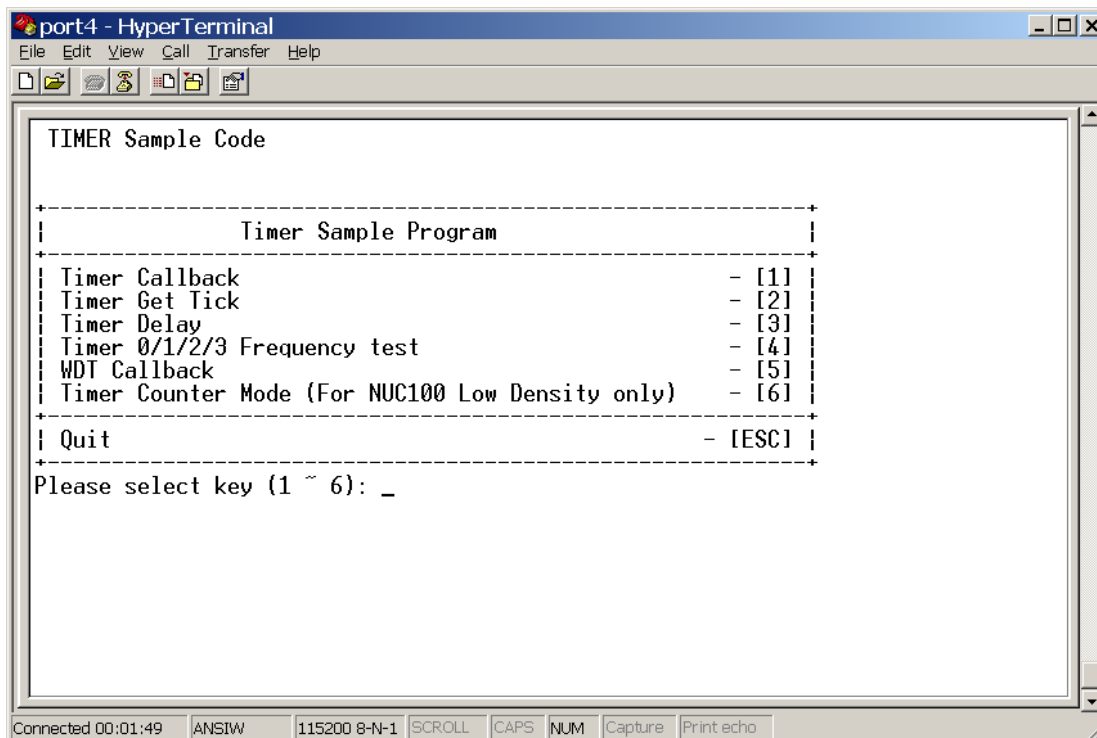 port4 - HyperTerminal
File Edit View Call Transfer Help
TIMER Sample Code
+-----------------------------------------------------------+
| Timer Sample Program |
+-----------------------------------------------------------+
| Timer Callback - [1] |
| Timer Get Tick - [2] |
| Timer Delay - [3] |
| Timer 0/1/2/3 Frequency test - [4] |
| WDT Callback - [5] |
| Timer Counter Mode (For NUC100 Low Density only) - [6] |
+-----------------------------------------------------------+
| Quit - [ESC] |
+-----------------------------------------------------------+
Please select key (1 ~ 6): _
Connected 00:01:49 ANSIW 115200 8-N-1 SCROLL CAPS NUM Capture Print echo